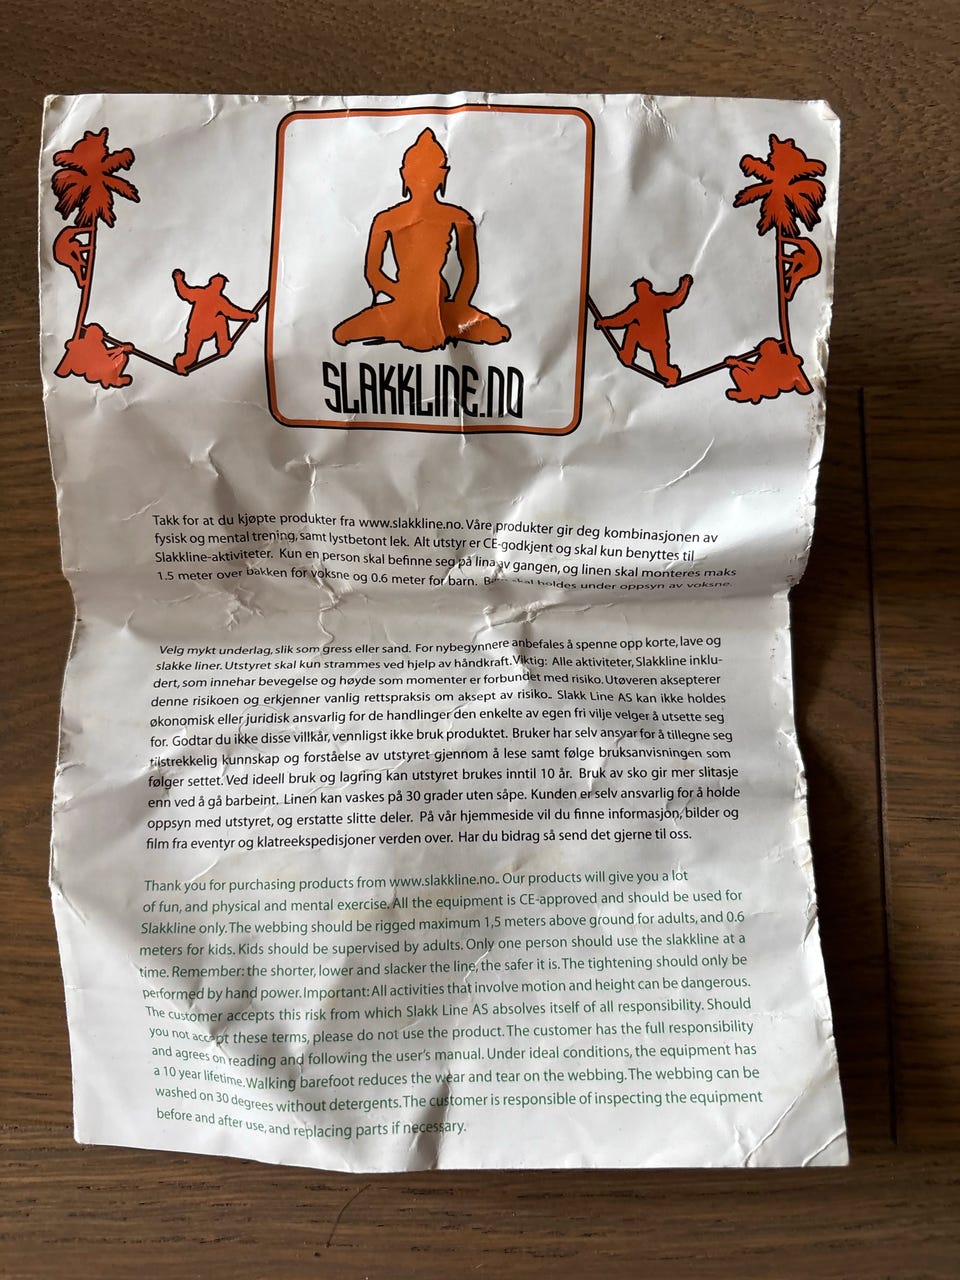 SLAKKLINE.NO
Takk for at du kjøpte produkter fra www.slakkline.no. Våre produkter gir deg kombinasjonen av
fysisk og mental trening, samt lystbetont lek. Alt utstyr er CE-godkjent og skal kun benyttes til
Slakkline-aktiviteter. Kun en person skal befinne seg på lina av gangen, og linen skal monteres maks
1.5 meter over bakken for voksne og 0.6 meter for barn. Barn skal holdes under oppsyn av voksne.
Velg mykt underlag, slik som gress eller sand. For nybegynnere anbefales å spenne opp korte, lave og
slakke liner. Utstyret skal kun strammes ved hjelp av håndkraft. Viktig: Alle aktiviteter, Slakkline inklu-
dert, som innehar bevegelse og høyde som momenter er forbundet med risiko. Utøveren aksepterer
denne risikoen og erkjenner vanlig rettspraksis om aksept av risiko.. Slakk Line AS kan ikke holdes
økonomisk eller juridisk ansvarlig for de handlinger den enkelte av egen fri vilje velger å utsette seg
for. Godtar du ikke disse villkår, vennligst ikke bruk produktet. Bruker har selv ansvar for å tillegne seg
tilstrekkelig kunnskap og forståelse av utstyret gjennom å lese samt følge bruksanvisningen som
følger settet. Ved ideell bruk og lagring kan utstyret brukes inntil 10 år. Bruk av sko gir mer slitasje
enn ved å gå barbeint. Linen kan vaskes på 30 grader uten såpe. Kunden er selv ansvarlig for å holde
oppsyn med utstyret, og erstatte slitte deler. På vår hjemmeside vil du finne informasjon, bilder og
film fra eventyr og klatreekspedisjoner verden over. Har du bidrag så send det gjerne til oss.
Thank you for purchasing products from www.slakkline.no.. Our products will give you a lot
of fun, and physical and mental exercise. All the equipment is CE-approved and should be used for
Slakkline only. The webbing should be rigged maximum 1,5 meters above ground for adults, and 0.6
meters for kids. Kids should be supervised by adults. Only one person should use the slakkline at a
time. Remember: the shorter, lower and slacker the line, the safer it is. The tightening should only be
performed by hand power. Important: All activities that involve motion and height can be dangerous.
The customer accepts this risk from which Slakk Line AS absolves itself of all responsibility. Should
you not accept these terms, please do not use the product. The customer has the full responsibility
and agrees on reading and following the user's manual. Under ideal conditions, the equipment has
a 10 year lifetime. Walking barefoot reduces the wear and tear on the webbing. The webbing can be
washed on 30 degrees without detergents. The customer is responsible of inspecting the equipment
before and after use, and replacing parts if necessary.